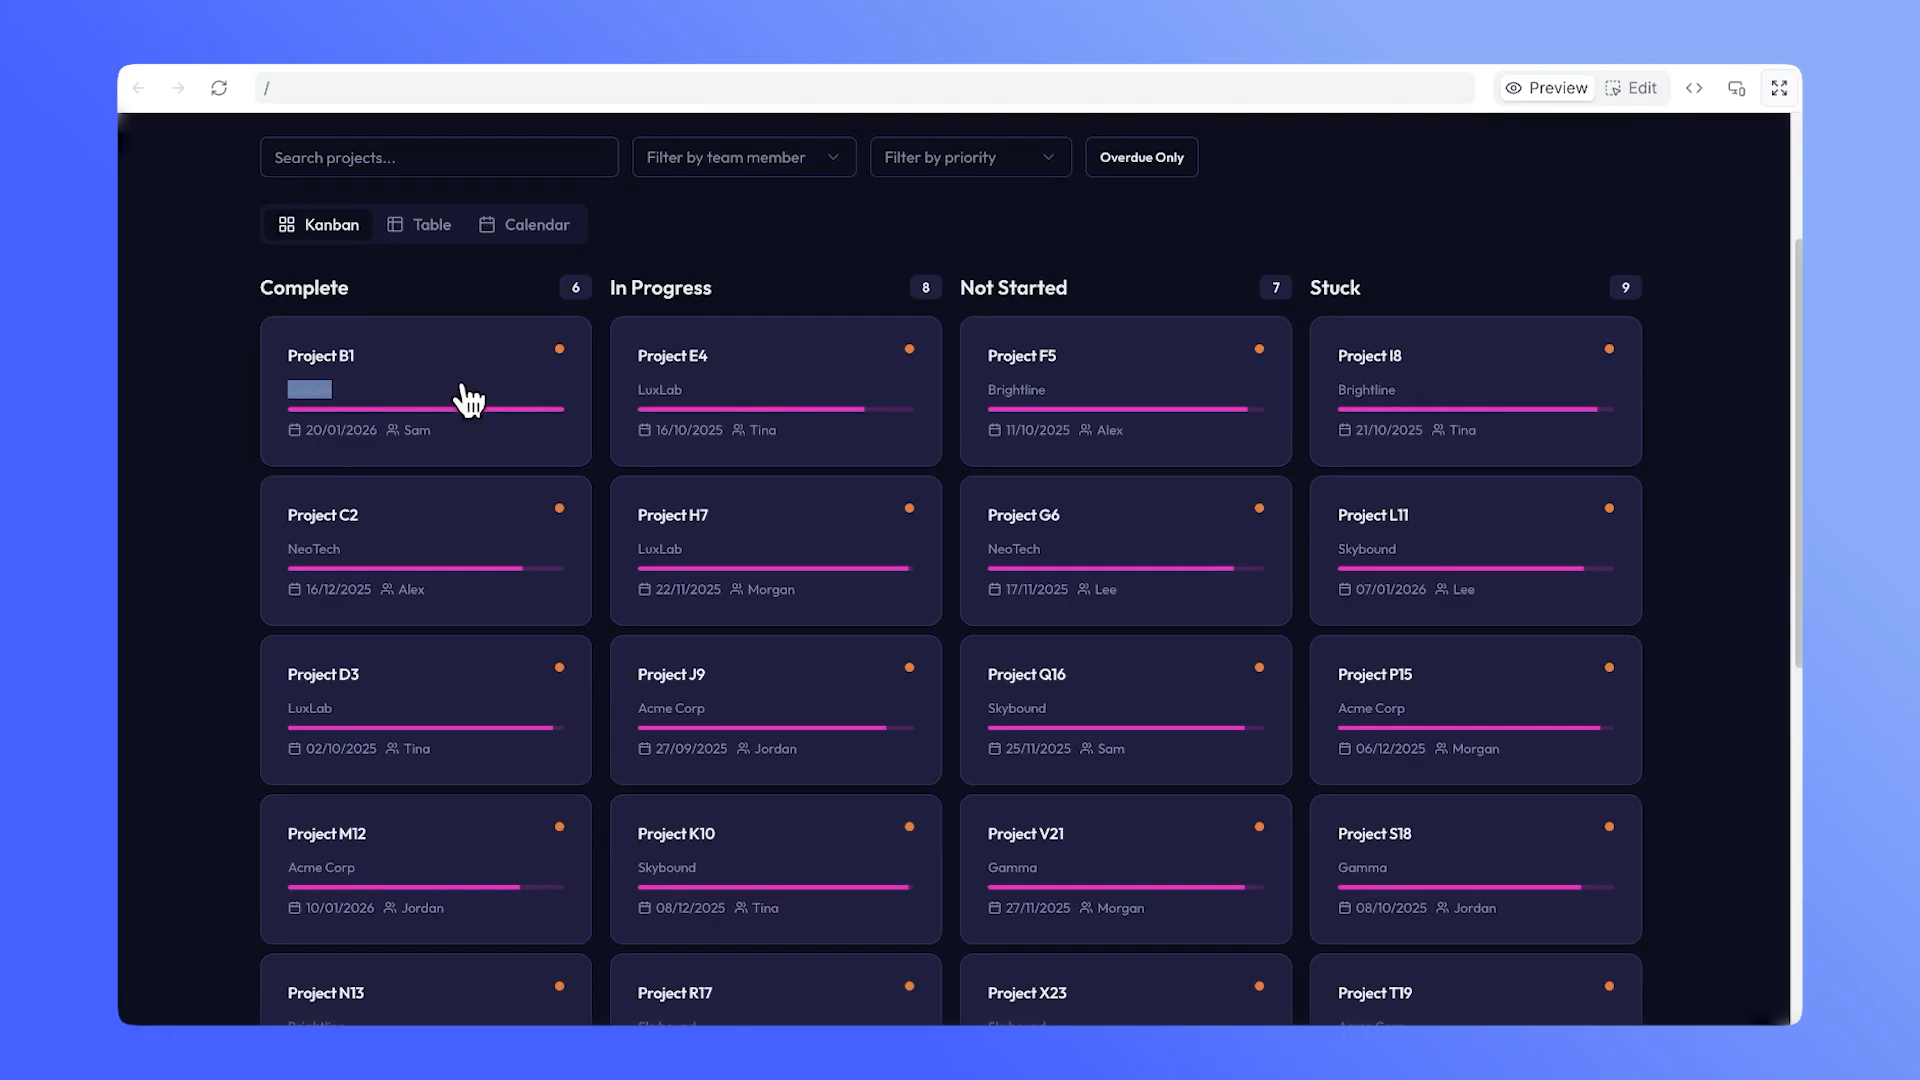 /
Preview
Edit
Search projects...
Filter by team member
Filter by priority
Overdue Only
Kanban
Table
Calendar
Complete
6
Project B1
20/01/2026
Sam
Project C2
NeoTech
16/12/2025
Alex
Project D3
LuxLab
02/10/2025
Tina
Project M12
Acme Corp
10/01/2026
Jordan
Project N13
In Progress
8
Project E4
LuxLab
16/10/2025
Tina
Project H7
LuxLab
22/11/2025
Morgan
Project J9
Acme Corp
27/09/2025
Jordan
Project K10
Skybound
08/12/2025
Tina
Project R17
Not Started
7
Project F5
Brightline
11/10/2025
Alex
Project G6
NeoTech
17/11/2025
Lee
Project Q16
Skybound
25/11/2025
Sam
Project V21
Gamma
27/11/2025
Morgan
Project X23
Stuck
9
Project I8
Brightline
21/10/2025
Tina
Project L11
Skybound
07/01/2026
Lee
Project P15
Acme Corp
06/12/2025
Morgan
Project S18
Gamma
08/10/2025
Jordan
Project T19